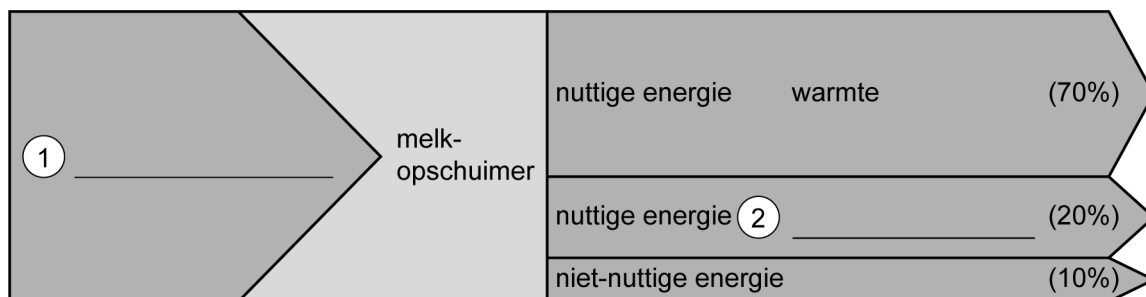 nuttige energie warmte (70%)
1
melk-
opschuimer
nuttige energie 2 (20%)
niet-nuttige energie (10%)